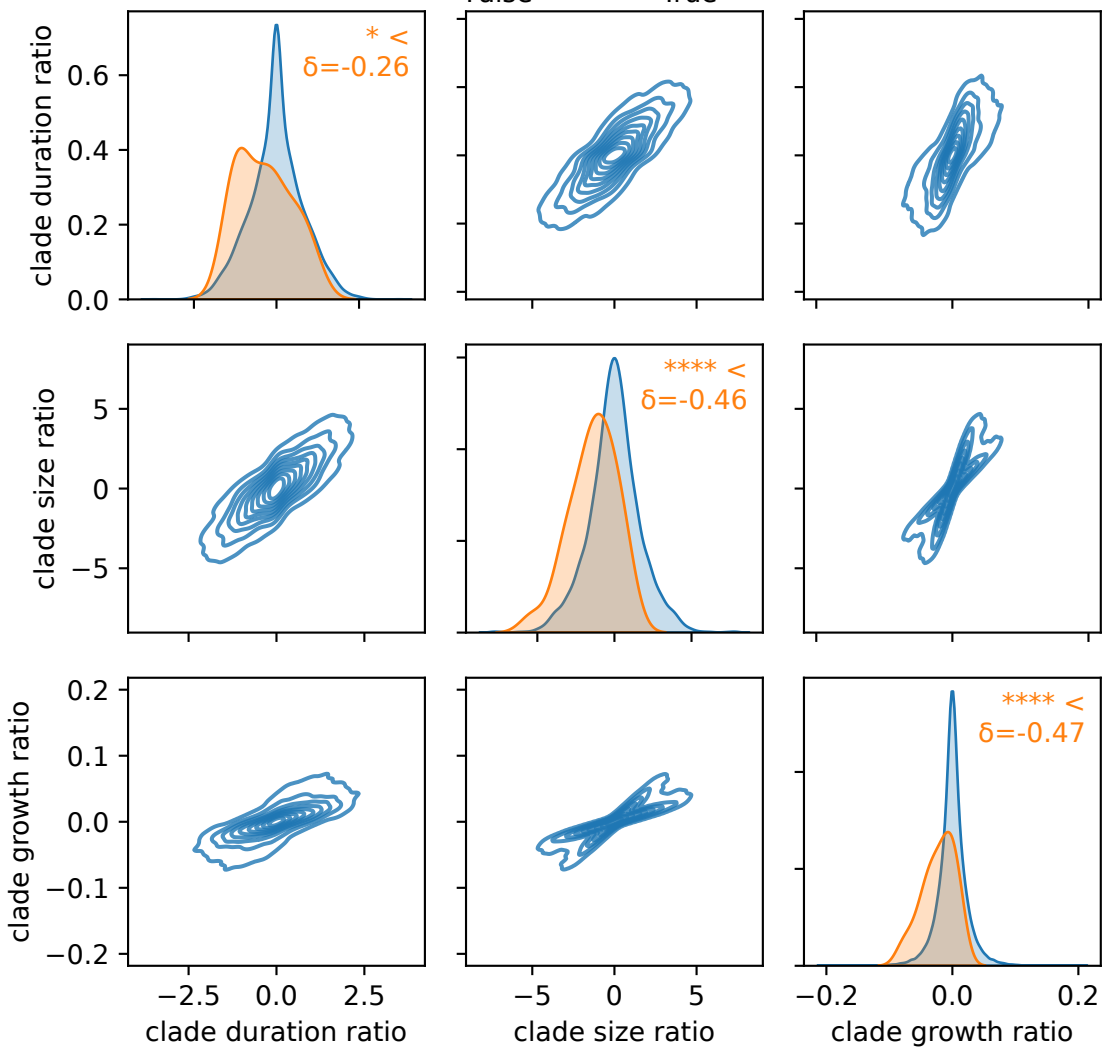 clade duration ratio
0.6
0.4
0.2
0.0
* <
δ=-0.26
clade size ratio
5
0
−5
**** <
δ=-0.46
clade growth ratio
0.2
0.1
0.0
−0.1
−0.2
**** <
δ=-0.47
−2.5 0.0 2.5
−5 0 5
−0.2 0.0 0.2
clade duration ratio
clade size ratio
clade growth ratio